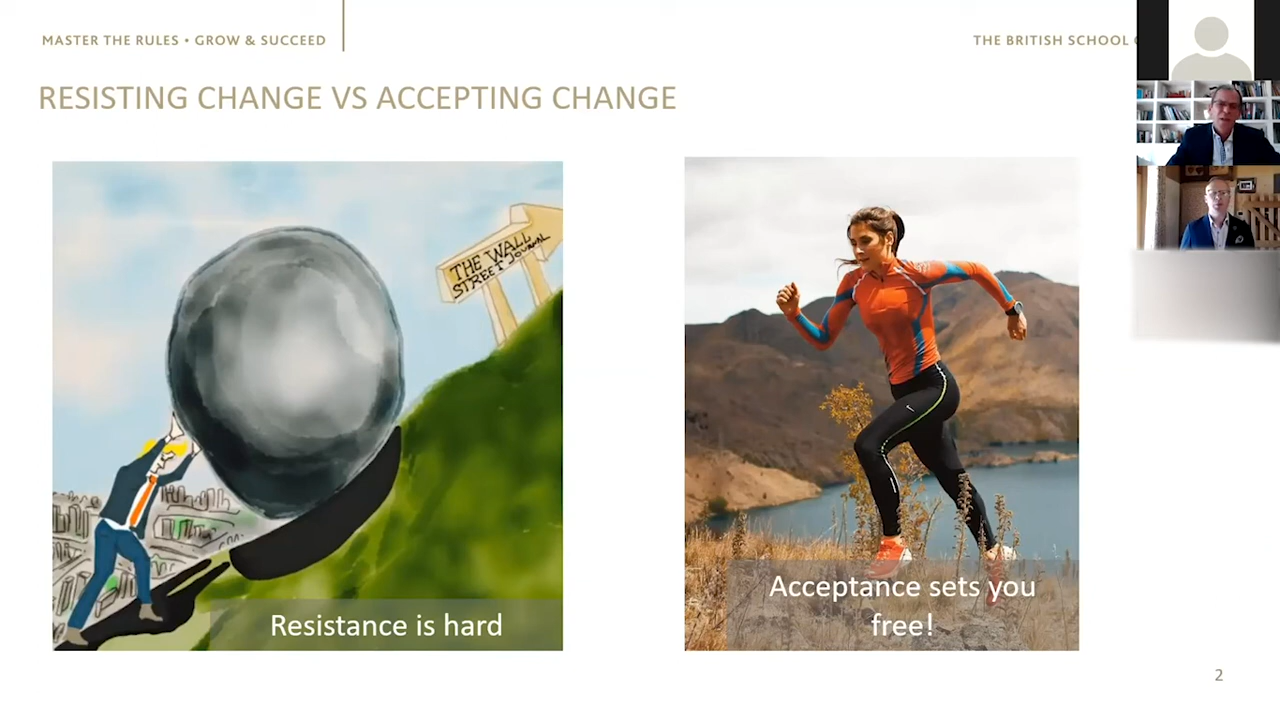 MASTER THE RULES • GROW & SUCCEED
THE BRITISH SCHOOL
RESISTING CHANGE VS ACCEPTING CHANGE
THE WALL
STREET JOURNAL
Resistance is hard
Acceptance sets you
free!
2